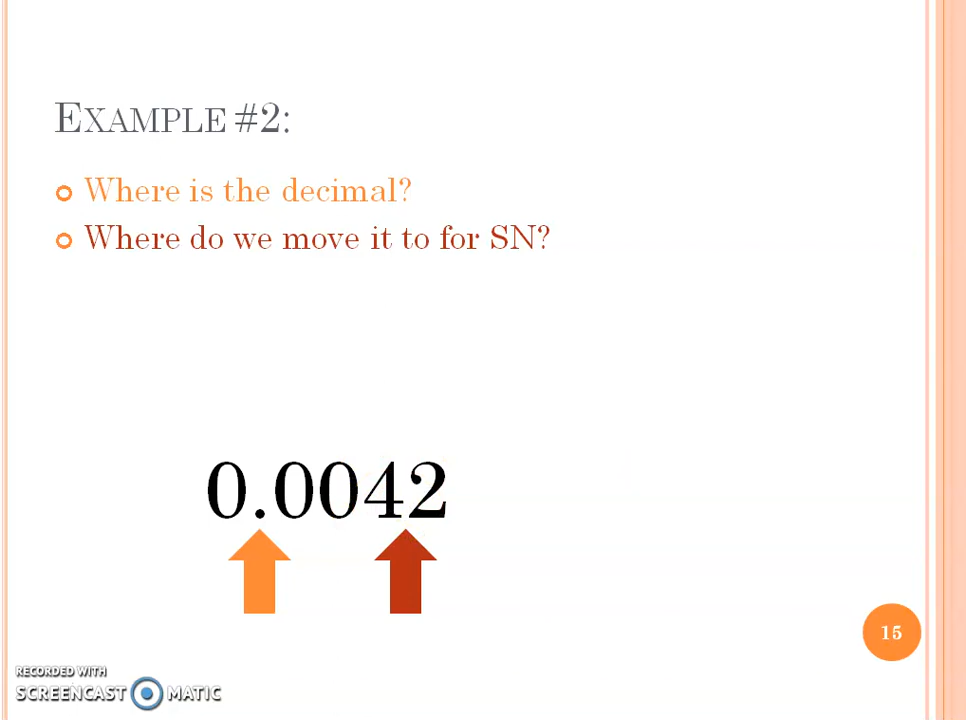 EXAMPLE #2:
Where is the decimal?
Where do we move it to for SN?
0.0042
15
RECORDED WITH
SCREENCAST MATIC